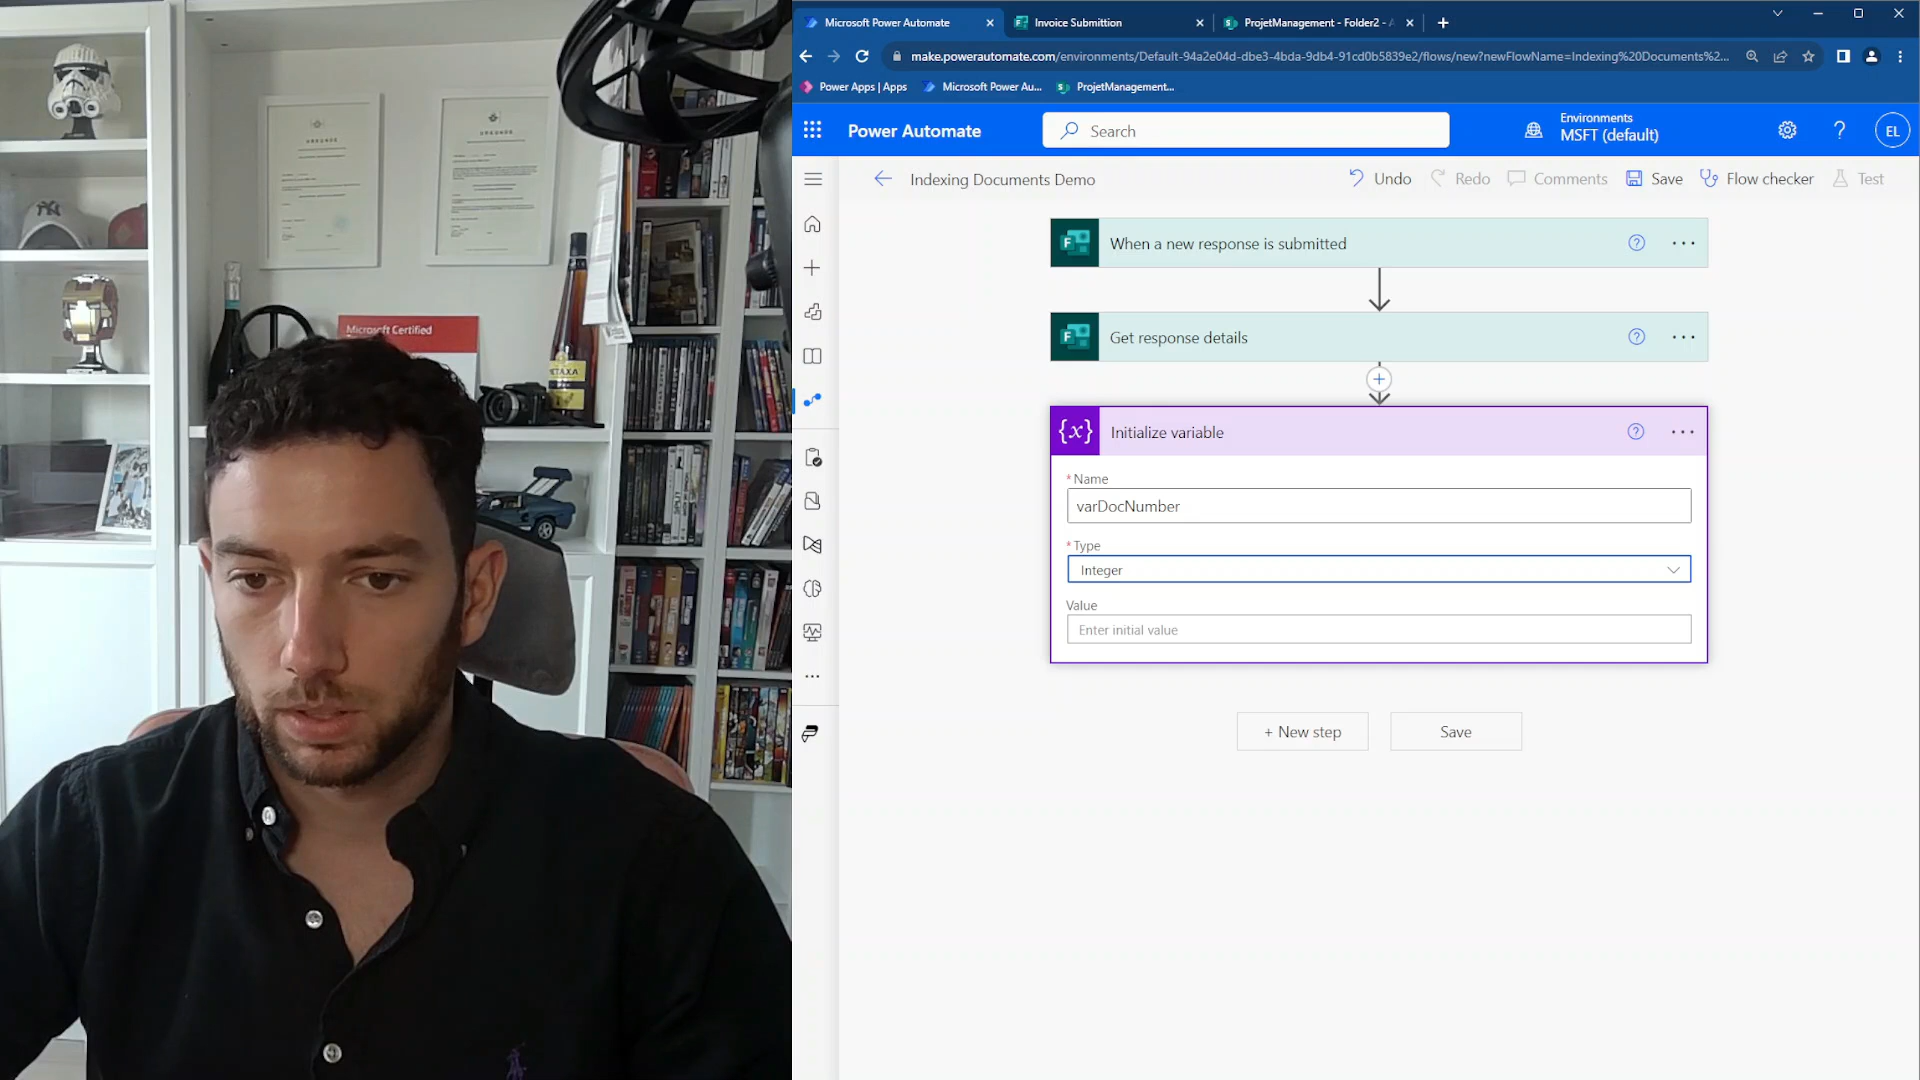 Microsoft Power Automate
Invoice Submittion
ProjetManagement - Folder2 - A
make.powerautomate.com/environments/Default-94a2e04d-dbe3-4bda-9db4-91cd0b5839e2/flows/new?newFlowName=Indexing%20Documents%2...
Power Apps | Apps
Microsoft Power Au...
ProjetManagement...
Power Automate
Search
Environments
MSFT (default)
EL
Indexing Documents Demo
Undo
Redo
Comments
Save
Flow checker
Test
When a new response is submitted
Get response details
{x}
Initialize variable
* Name
varDocNumber
* Type
Integer
Value
Enter initial value
+ New step
Save
URKUNDE
URKUNDE
Microsoft Certified
METAXA